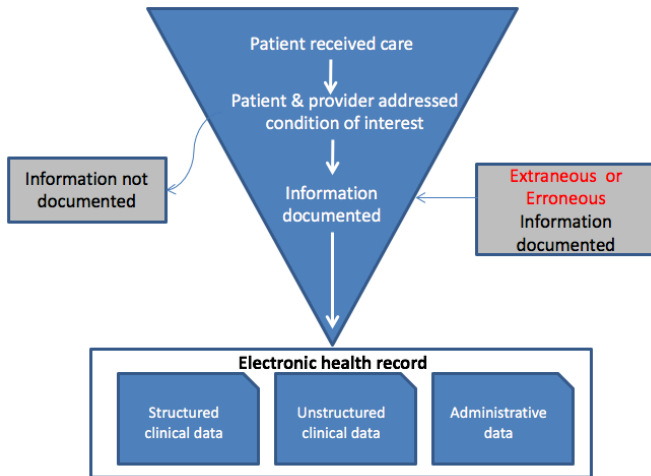 Patient received care
Patient & provider addressed
condition of interest
Information not
documented
Information
documented
Extraneous or
Erroneous
Information
documented
Electronic health record
Structured
clinical data
Unstructured
clinical data
Administrative
data